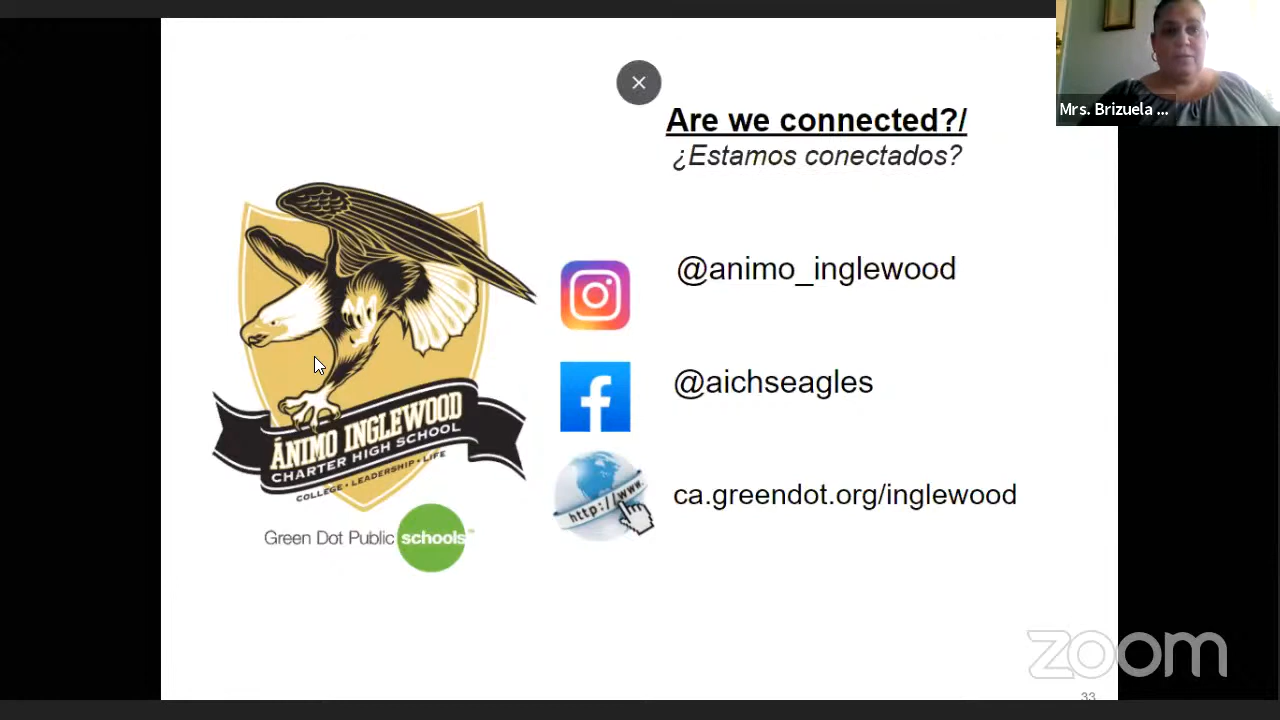 Are we connected?/
¿Estamos conectados?
Mrs. Brizuela ...
@animo_inglewood
@aichseagles
ÁNIMO INGLEWOOD
CHARTER HIGH SCHOOL
COLLEGE • LEADERSHIP • LIFE
http://www.
ca.greendot.org/inglewood
Green Dot Public schools
zoom
33